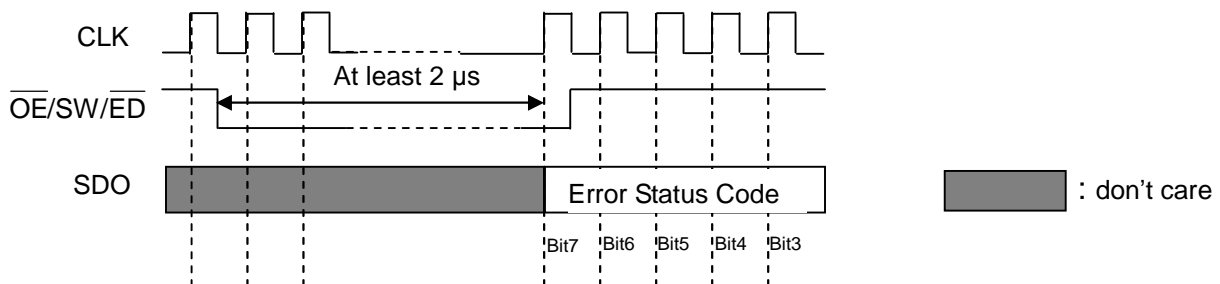 CLK
At least 2 µs
OE/SW/ED
SDO
Error Status Code
: don't care
Bit7 Bit6 Bit5 Bit4 Bit3